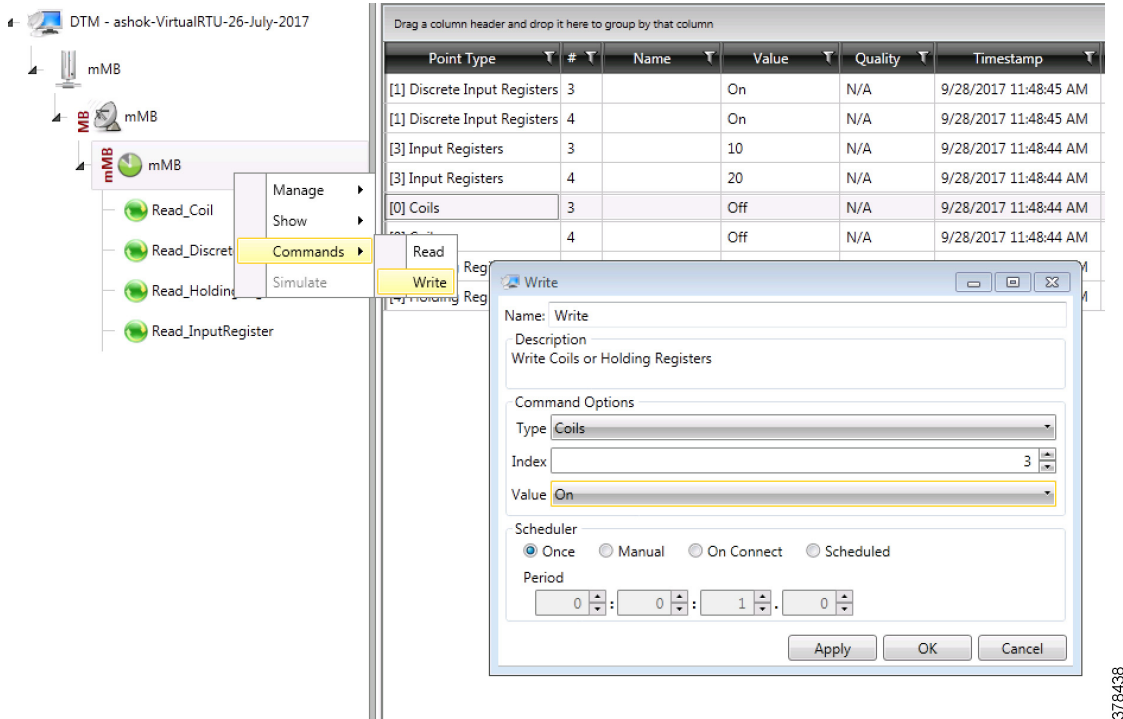 DTM - ashok-VirtualRTU-26-July-2017
mMB
MB mMB
mMB mMB
Read_Coil
Read_Discret
Read_Holding
Read_InputRegister
Manage
Show
Commands
Simulate
Read
Write
Drag a column header and drop it here to group by that column
Point Type # Name Value Quality Timestamp
[1] Discrete Input Registers 3 On N/A 9/28/2017 11:48:45 AM
[1] Discrete Input Registers 4 On N/A 9/28/2017 11:48:45 AM
[3] Input Registers 3 10 N/A 9/28/2017 11:48:44 AM
[3] Input Registers 4 20 N/A 9/28/2017 11:48:44 AM
[0] Coils 3 Off N/A 9/28/2017 11:48:44 AM
4 Off N/A 9/28/2017 11:48:44 AM
Reg
[4] Holding Reg
Write
Name: Write
Description
Write Coils or Holding Registers
Command Options
Type Coils
Index 3
Value On
Scheduler
Once Manual On Connect Scheduled
Period
0 : 0 : 1 . 0
Apply OK Cancel
378438